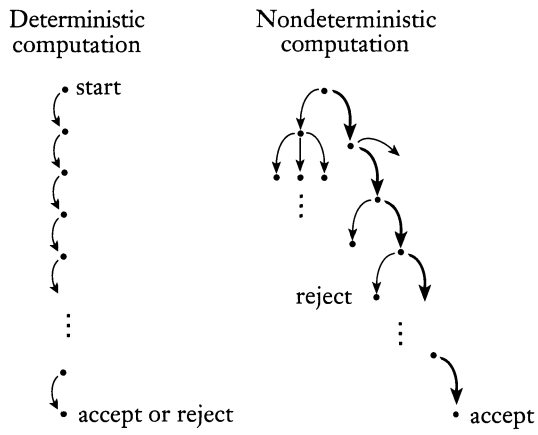 Deterministic
computation
Nondeterministic
computation
start
reject
accept or reject
accept